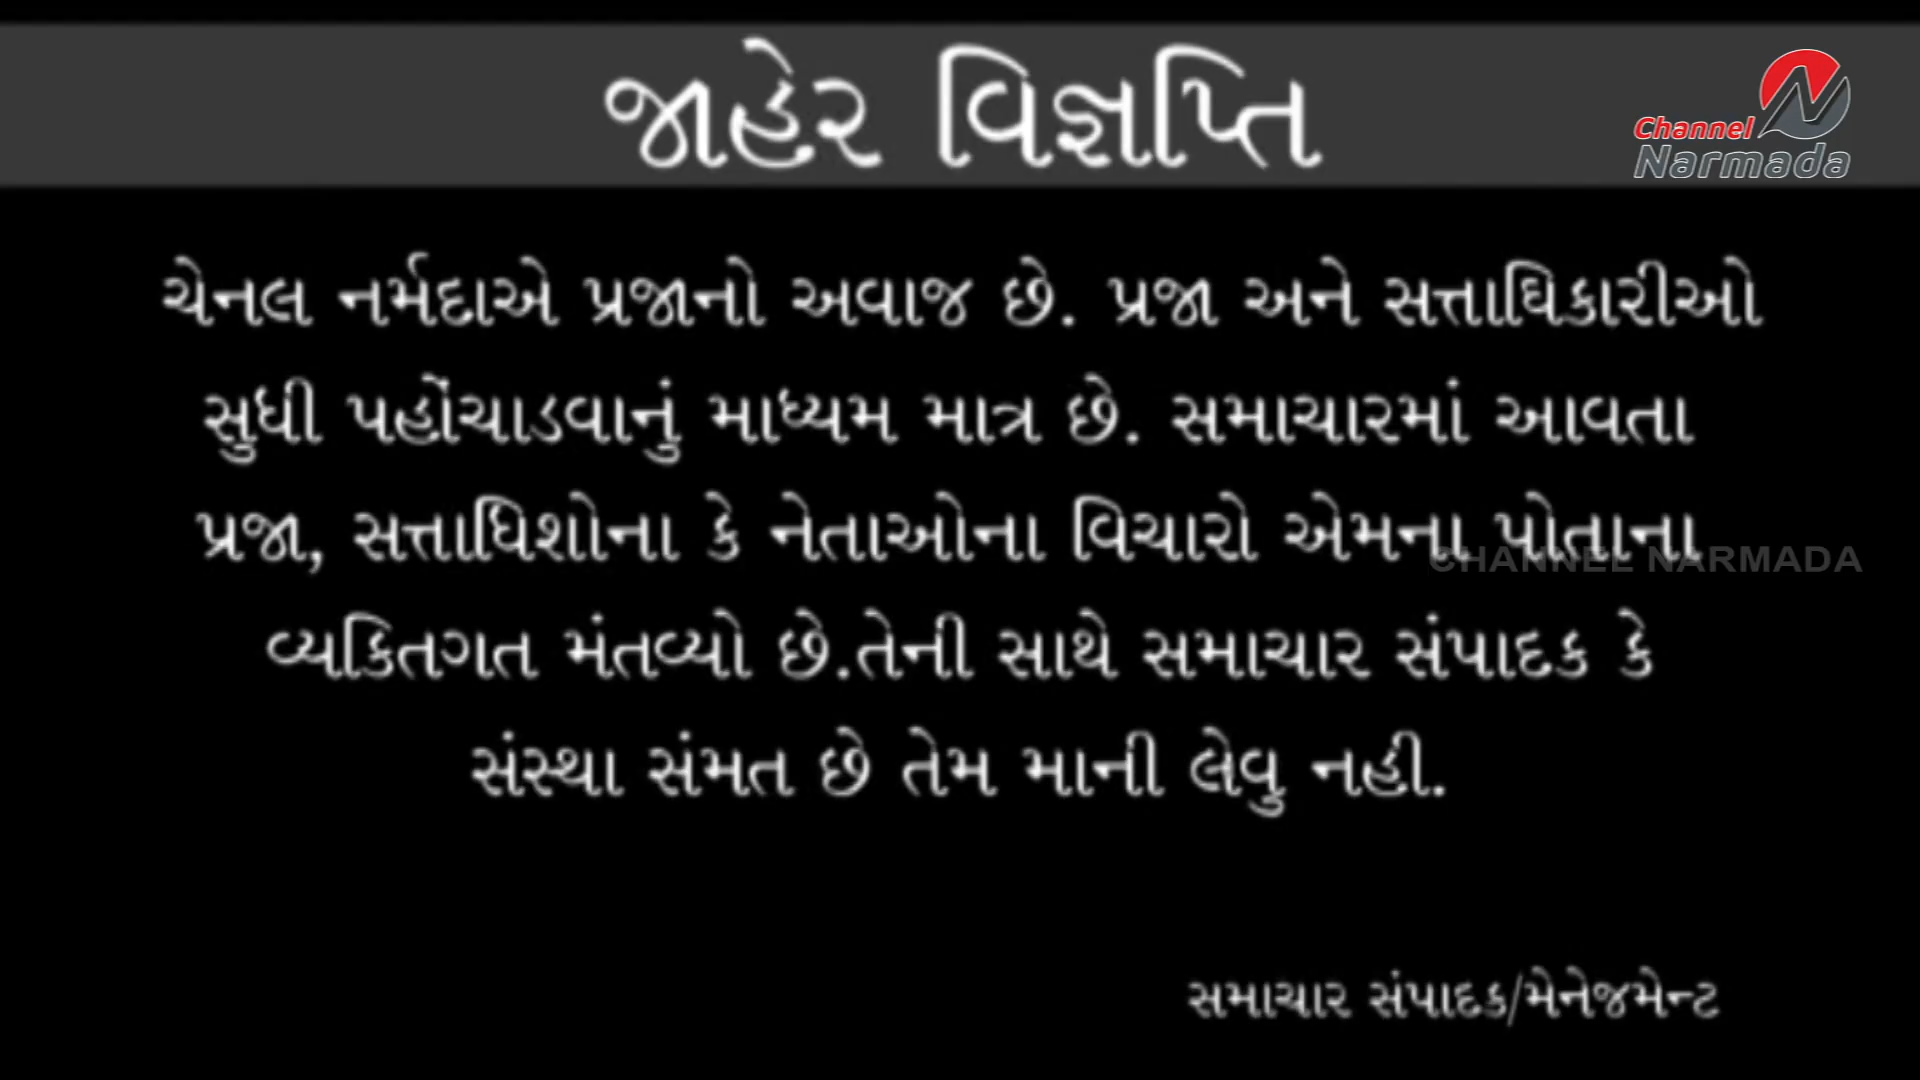 જાહેર વિજ્ઞપ્તિ
Channel
Narmada
ચેનલ નર્મદાએ પ્રજાનો અવાજ છે. પ્રજા અને સત્તાધિકારીઓ
સુધી પહોંચાડવાનું માધ્યમ માત્ર છે. સમાચારમાં આવતા
પ્રજા, સત્તાધિશોના કે નેતાઓના વિચારો એમના પોતાના
CHANNEL NARMADA
વ્યકિતગત મંતવ્યો છે.તેની સાથે સમાચાર સંપાદક કે
સંસ્થા સંમત છે તેમ માની લેવુ નહી.
સમાચાર સંપાદક/મેનેજમેન્ટ